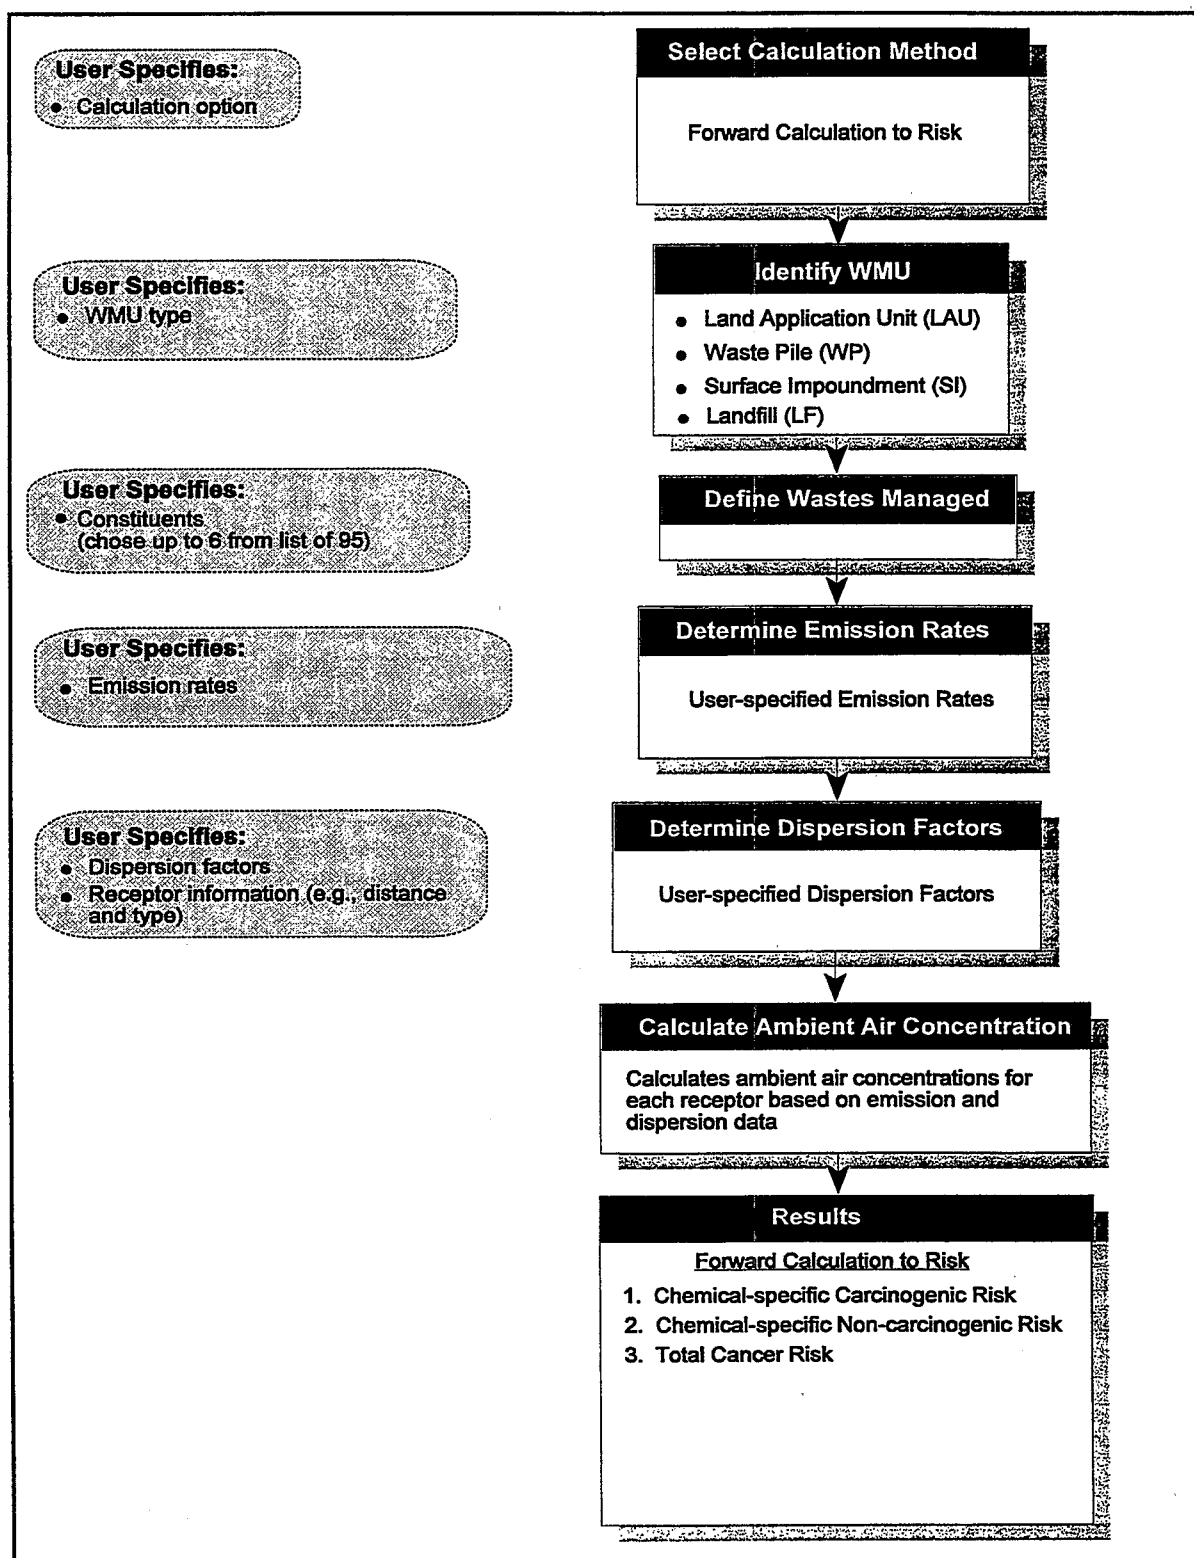 User Specifies:
• Calculation option
Select Calculation Method
Forward Calculation to Risk
User Specifies:
• WMU type
Identify WMU
• Land Application Unit (LAU)
• Waste Pile (WP)
• Surface Impoundment (SI)
• Landfill (LF)
User Specifies:
• Constituents
(chose up to 6 from list of 95)
Define Wastes Managed
User Specifies:
• Emission rates
Determine Emission Rates
User-specified Emission Rates
User Specifies:
• Dispersion factors
• Receptor information (e.g., distance
and type)
Determine Dispersion Factors
User-specified Dispersion Factors
Calculate Ambient Air Concentration
Calculates ambient air concentrations for
each receptor based on emission and
dispersion data
Results
Forward Calculation to Risk
1. Chemical-specific Carcinogenic Risk
2. Chemical-specific Non-carcinogenic Risk
3. Total Cancer Risk